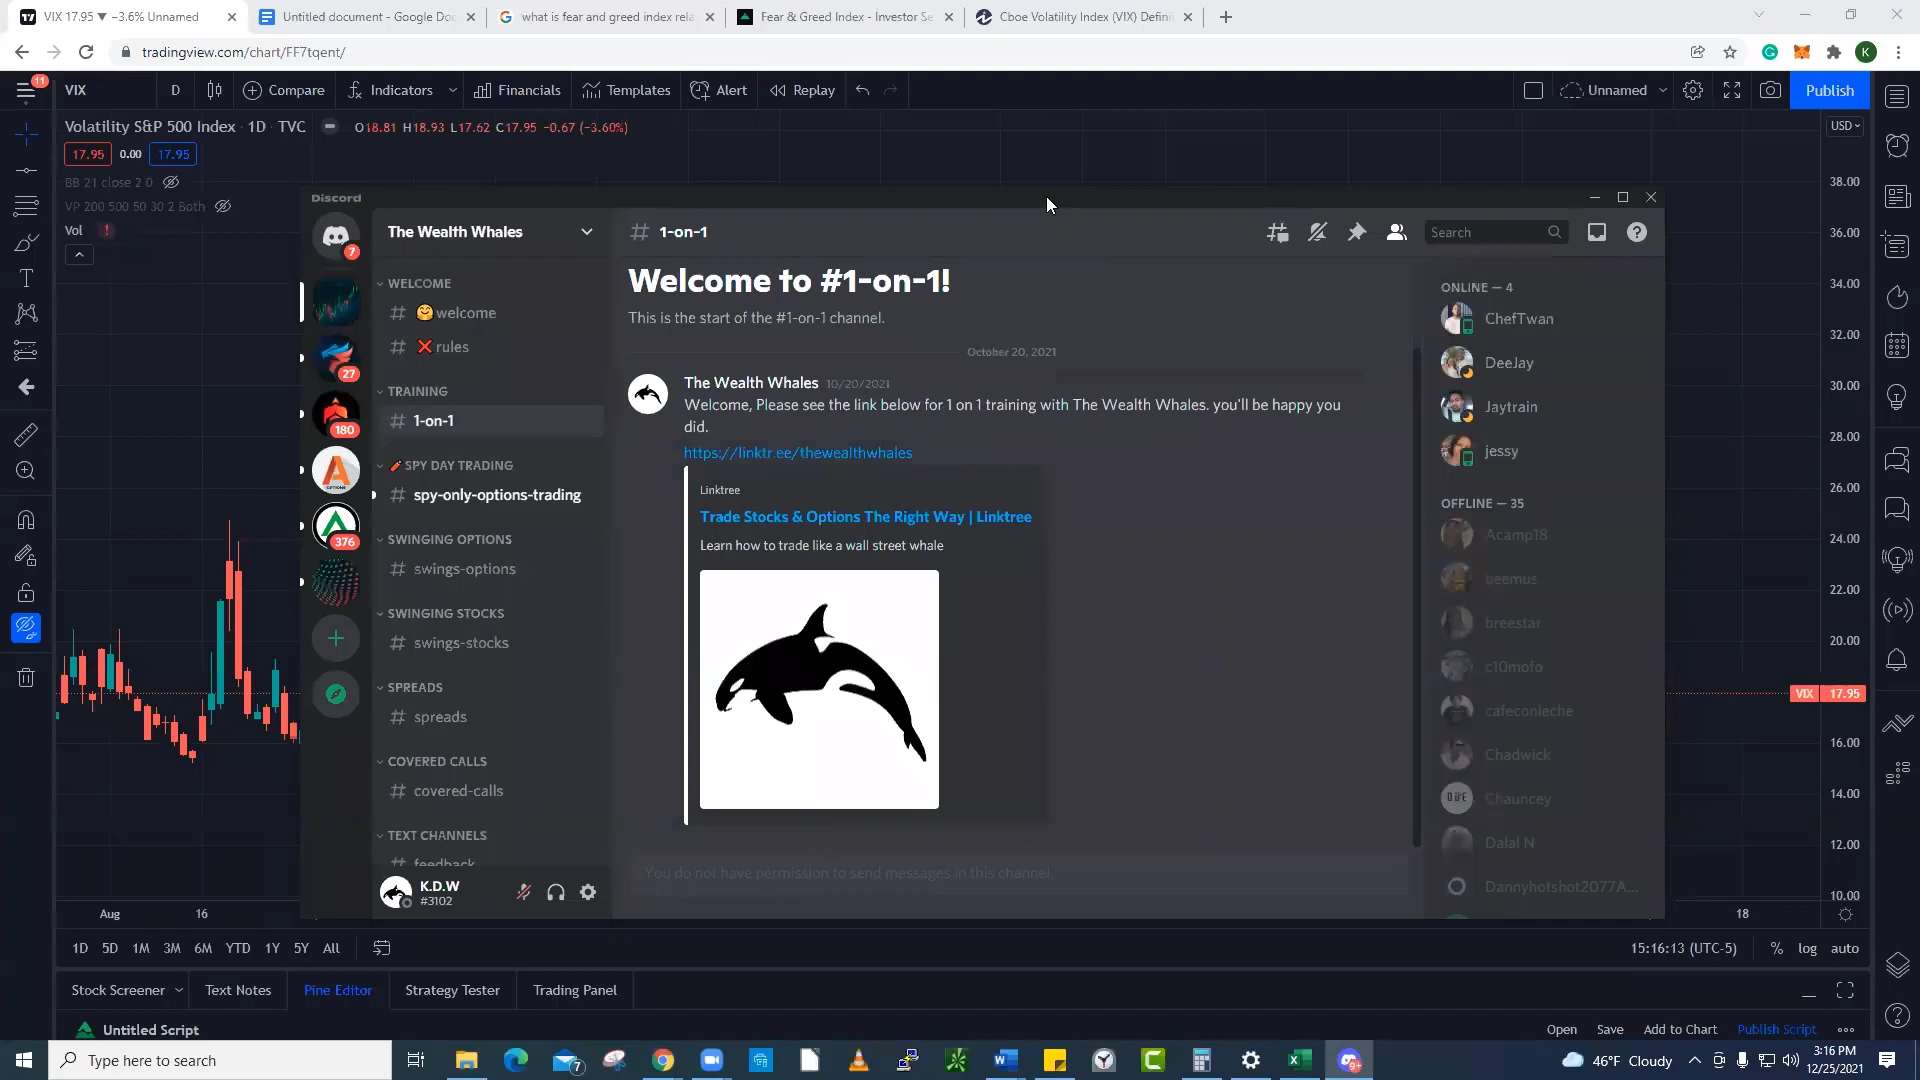 VIX 17.95 ▼ −3.6% Unnamed
Untitled document - Google Doc
what is fear and greed index rela
Fear & Greed Index - Investor Se
Cboe Volatility Index (VIX) Defini
tradingview.com/chart/FF7tqent/
K
11
VIX
D
Compare
Indicators
Financials
Templates
Alert
Replay
Unnamed
Publish
Volatility S&P 500 Index · 1D · TVC
O18.81 H18.93 L17.62 C17.95 −0.67 (−3.60%)
USD
17.95
0.00
17.95
BB 21 close 2 0
VP 200 500 50 30 2 Both
Vol
38.00
36.00
34.00
32.00
30.00
28.00
26.00
24.00
22.00
20.00
VIX 17.95
16.00
14.00
12.00
10.00
Discord
7
27
180
OPTIONS
376
The Wealth Whales
WELCOME
# 🤗welcome
# ❌rules
TRAINING
# 1-on-1
🧨SPY DAY TRADING
# spy-only-options-trading
SWINGING OPTIONS
# swings-options
SWINGING STOCKS
# swings-stocks
SPREADS
# spreads
COVERED CALLS
# covered-calls
TEXT CHANNELS
# feedback
K.D.W
#3102
# 1-on-1
Search
Welcome to #1-on-1!
This is the start of the #1-on-1 channel.
October 20, 2021
The Wealth Whales 10/20/2021
Welcome, Please see the link below for 1 on 1 training with The Wealth Whales. you'll be happy you
did.
https://linktr.ee/thewealthwhales
Linktree
Trade Stocks & Options The Right Way | Linktree
Learn how to trade like a wall street whale
You do not have permission to send messages in this channel.
ONLINE — 4
ChefTwan
DeeJay
Jaytrain
jessy
OFFLINE — 35
Acamp18
beemus
breestar
c10mofo
cafeconleche
Chadwick
Chauncey
Dalal N
Dannyhotshot2077A...
Aug
16
18
1D 5D 1M 3M 6M YTD 1Y 5Y All
15:16:13 (UTC-5)
% log auto
Stock Screener
Text Notes
Pine Editor
Strategy Tester
Trading Panel
Untitled Script
Open
Save
Add to Chart
Publish Script
Type here to search
7
46°F Cloudy
3:16 PM
12/25/2021